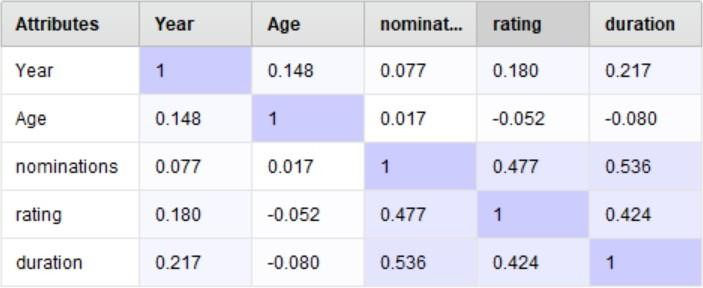 Attributes Year Age nominat... rating duration
Year 1 0.148 0.077 0.180 0.217
Age 0.148 1 0.017 -0.052 -0.080
nominations 0.077 0.017 1 0.477 0.536
rating 0.180 -0.052 0.477 1 0.424
duration 0.217 -0.080 0.536 0.424 1